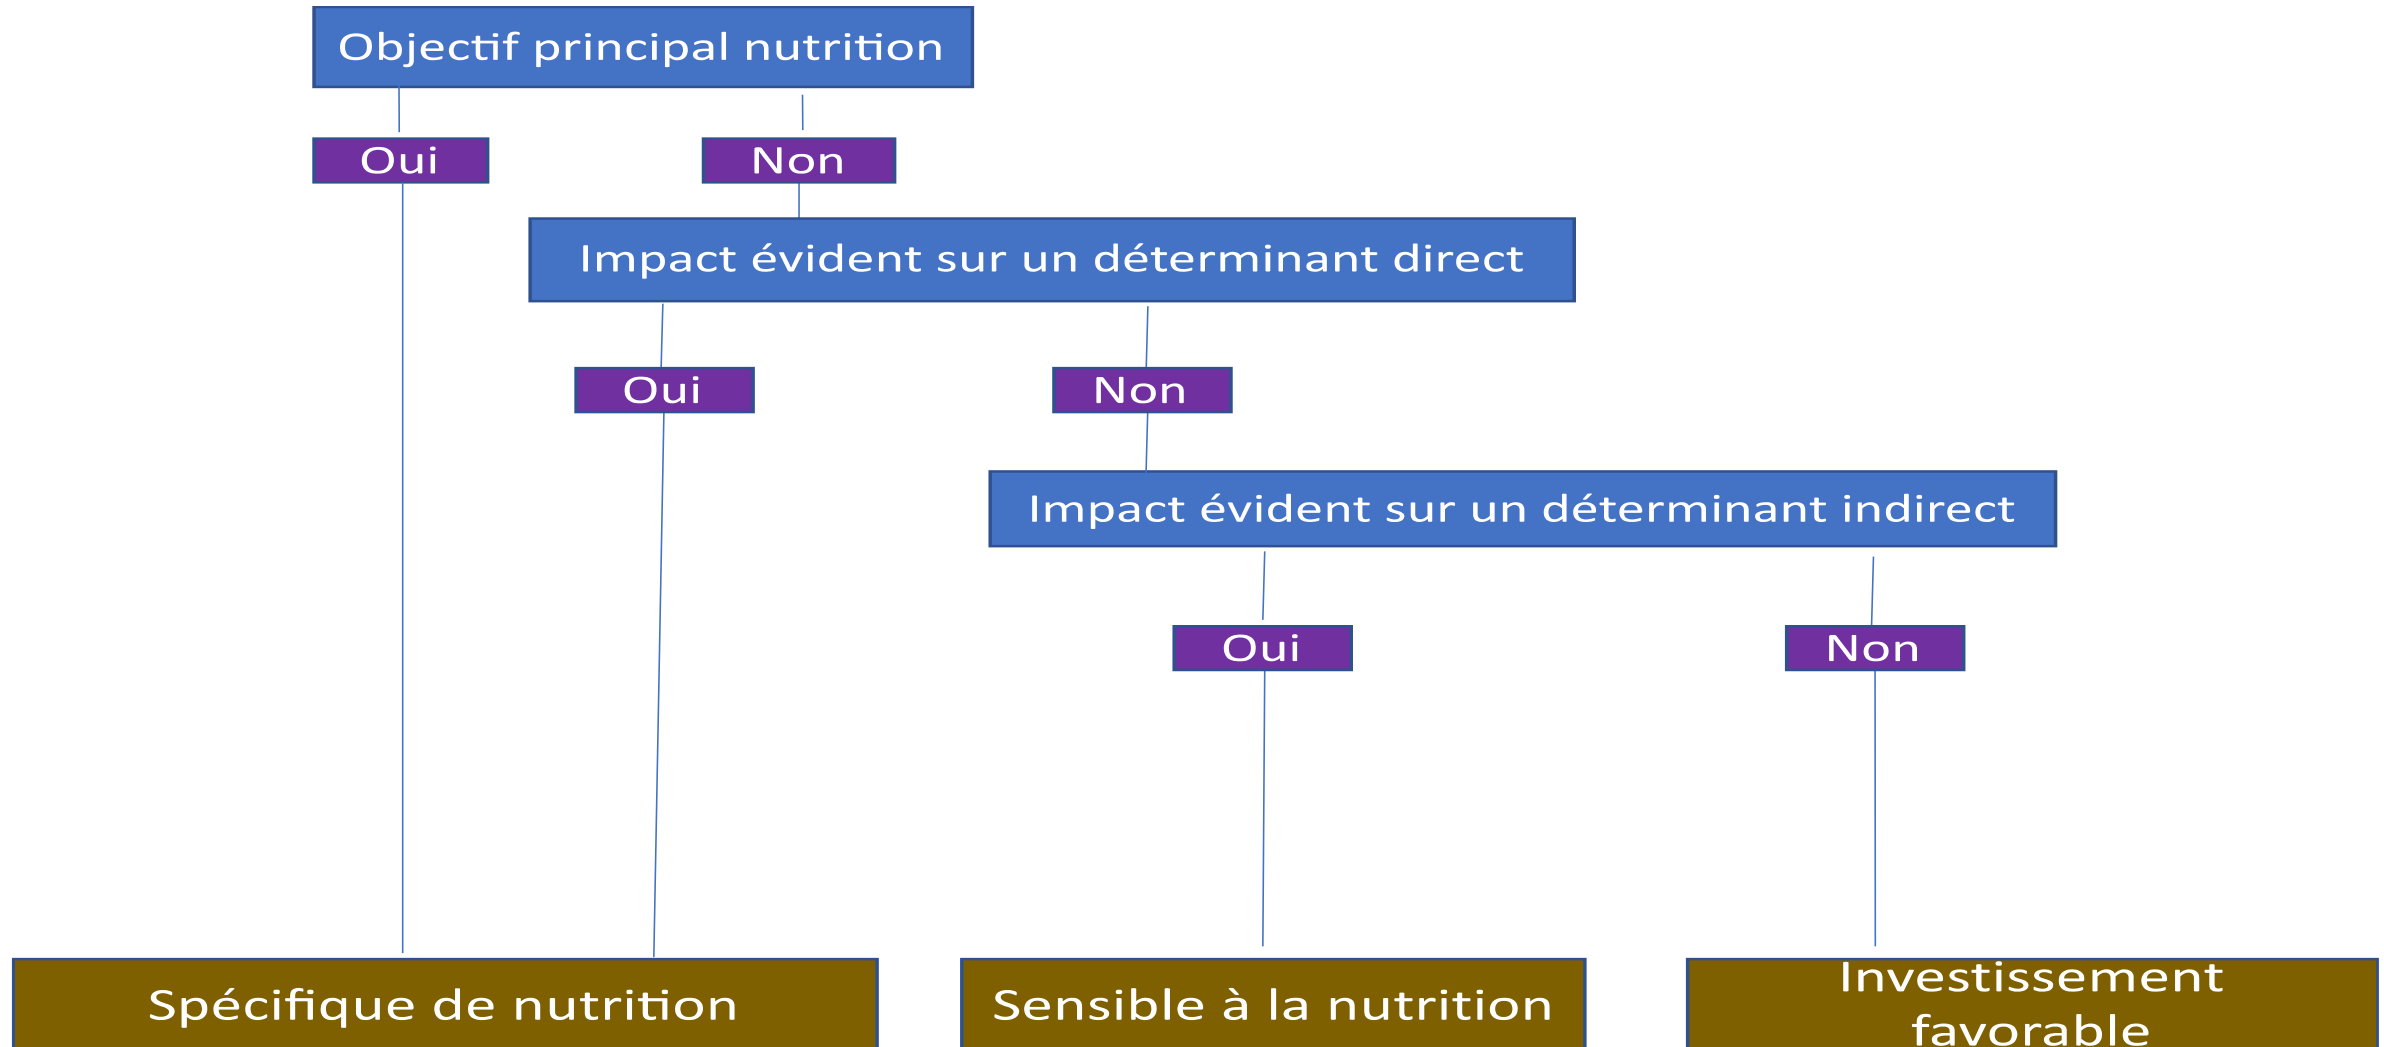 Objectif principal nutrition
Oui
Non
Impact évident sur un déterminant direct
Oui
Non
Impact évident sur un déterminant indirect
Oui
Non
Spécifique de nutrition
Sensible à la nutrition
Investissement
favorable